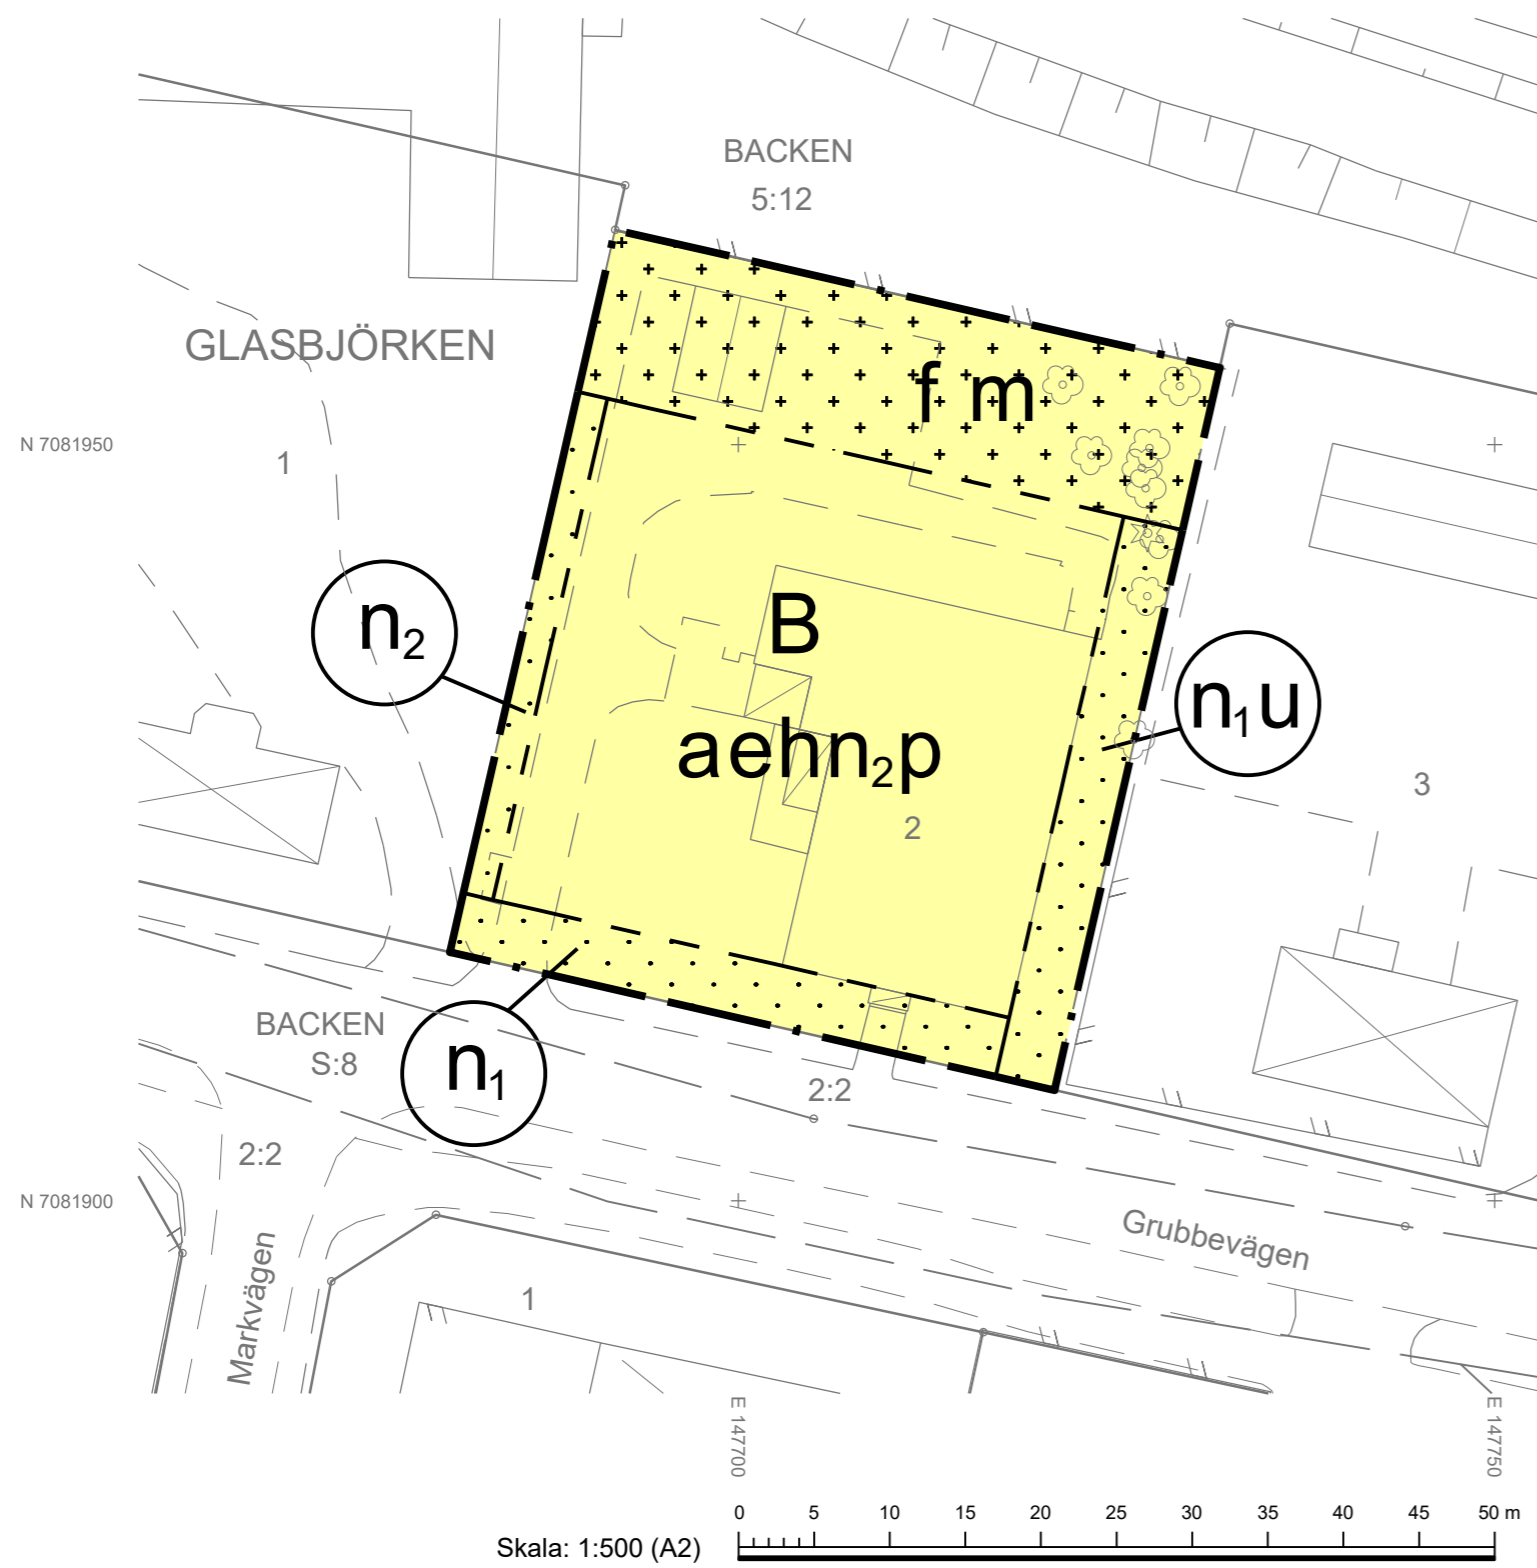 BACKEN
5:12
GLASBJÖRKEN
f m
N 7081950
1
B
n₂
n₁u
aehn₂p
3
2
BACKEN
S:8
n₁
2:2
2:2
N 7081900
Grubbevägen
Markvägen
1
E 147700
E 147750
0 5 10 15 20 25 30 35 40 45 50 m
Skala: 1:500 (A2)